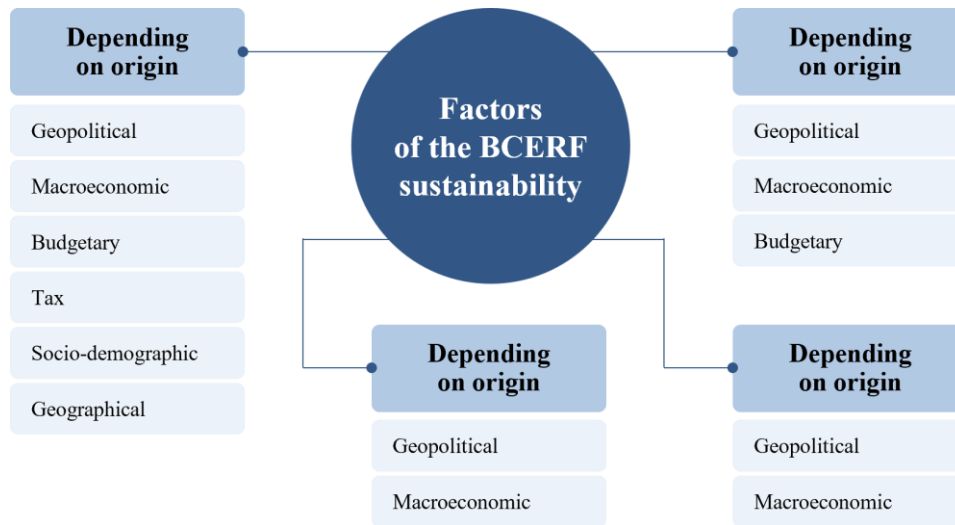 Factors
of the BCERF
sustainability
Depending
on origin
Geopolitical
Macroeconomic
Budgetary
Tax
Socio-demographic
Geographical
Depending
on origin
Geopolitical
Macroeconomic
Budgetary
Depending
on origin
Geopolitical
Macroeconomic
Depending
on origin
Geopolitical
Macroeconomic